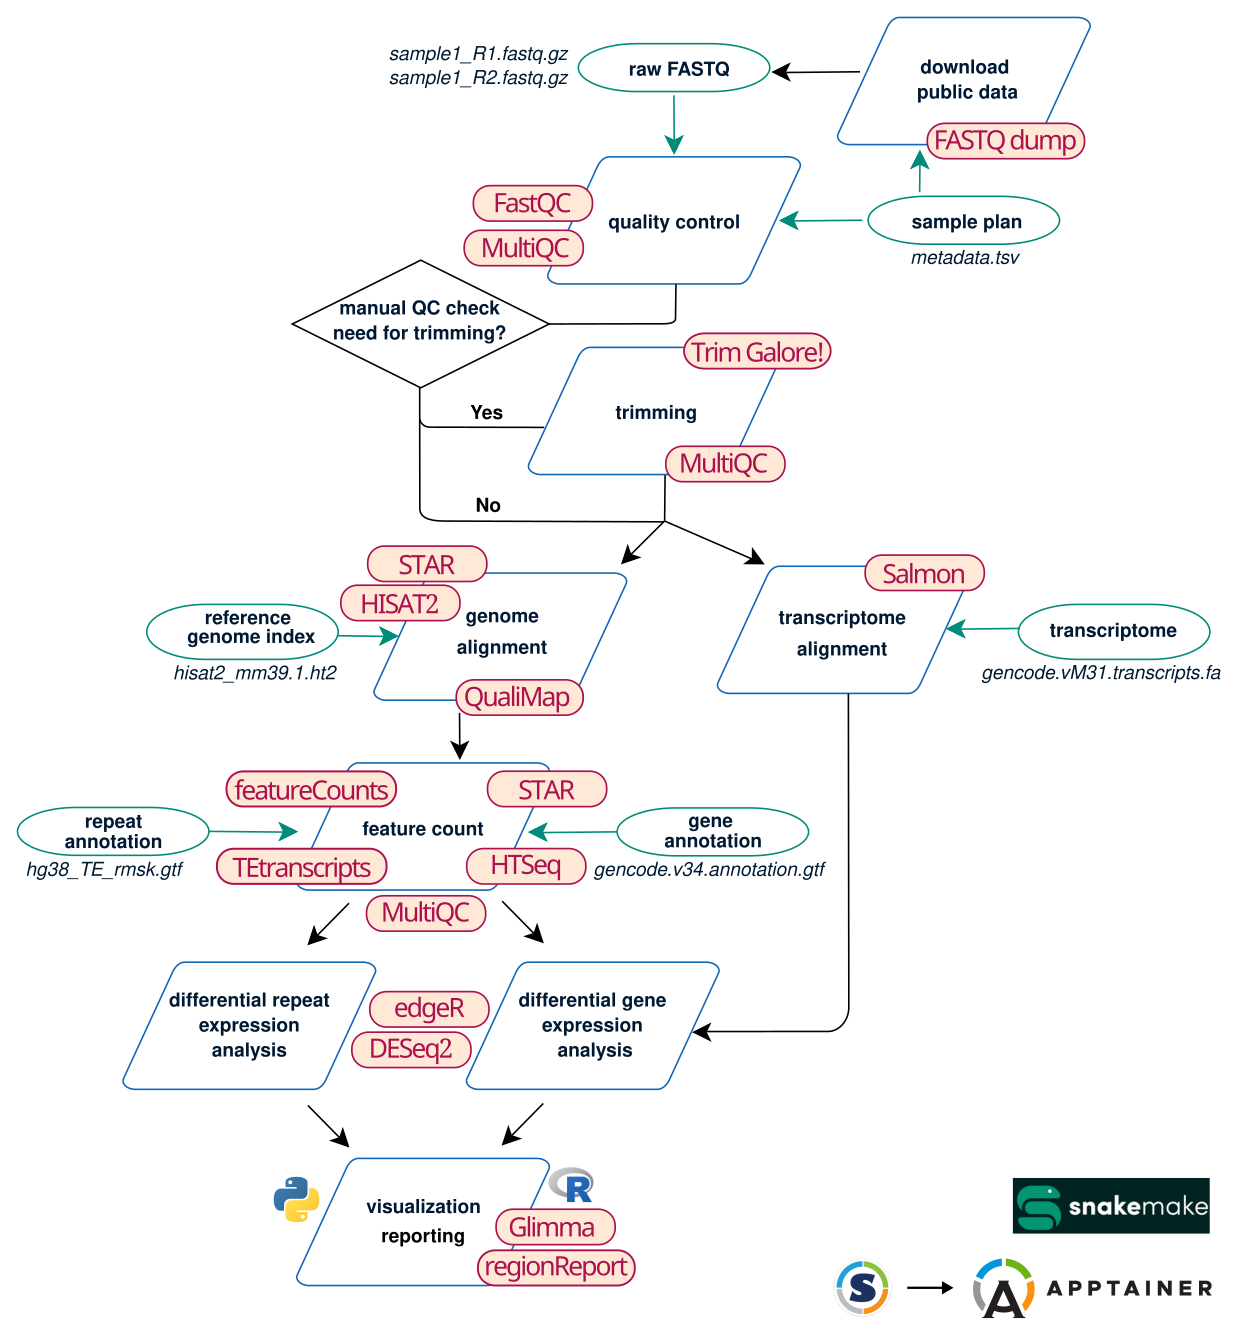 sample1_R1.fastq.gz
sample1_R2.fastq.gz
raw FASTQ
download
public data
FASTQ dump
FastQC
MultiQC
quality control
sample plan
metadata.tsv
manual QC check
need for trimming?
Trim Galore!
Yes
trimming
MultiQC
No
STAR
HISAT2
genome
alignment
QualiMap
reference
genome index
hisat2_mm39.1.ht2
Salmon
transcriptome
alignment
transcriptome
gencode.vM31.transcripts.fa
featureCounts
STAR
feature count
repeat
annotation
hg38_TE_rmsk.gtf
gene
annotation
gencode.v34.annotation.gtf
TEtranscripts
HTSeq
MultiQC
differential repeat
expression
analysis
edgeR
DESeq2
differential gene
expression
analysis
visualization
reporting
R
Glimma
regionReport
snakemake
S
APPTAINER